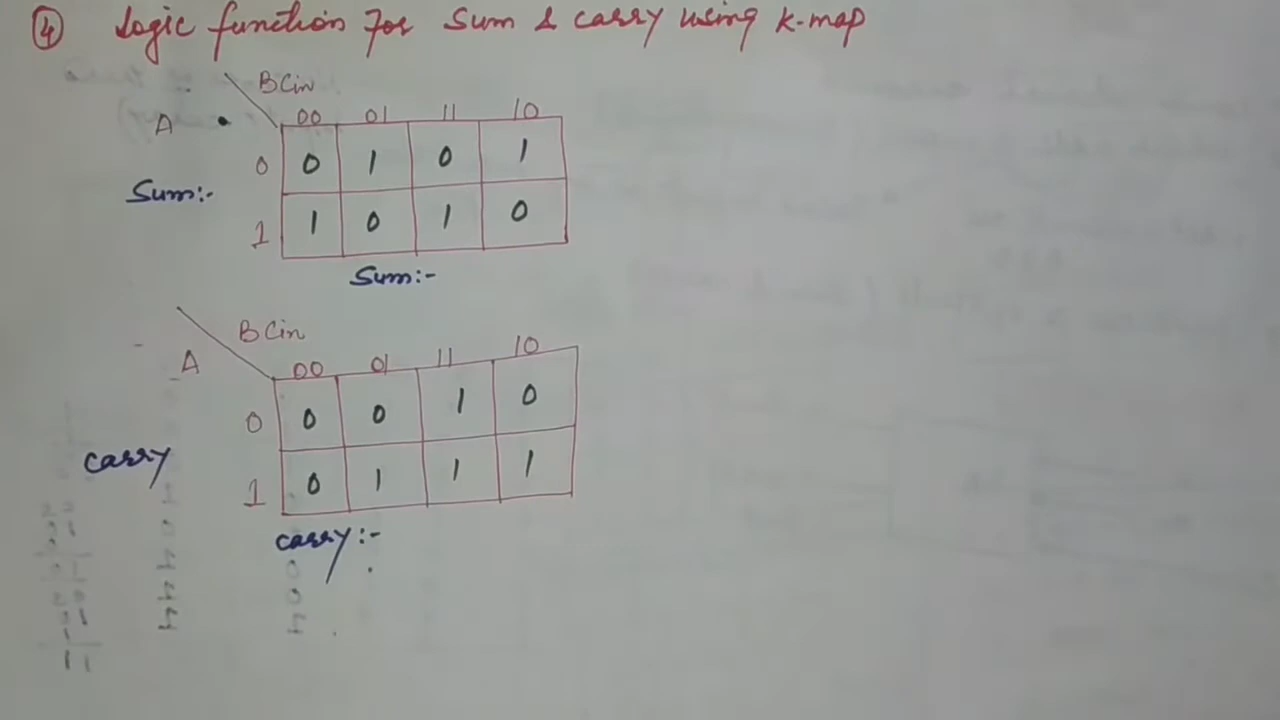 ④ Logic function for Sum & carry using K-map
BCin
A
00 01 11 10
0 0 1 0 1
Sum:-
1 1 0 1 0
Sum:-
BCin
A
00 01 11 10
0 0 0 1 0
carry
1 0 1 1 1
carry:-